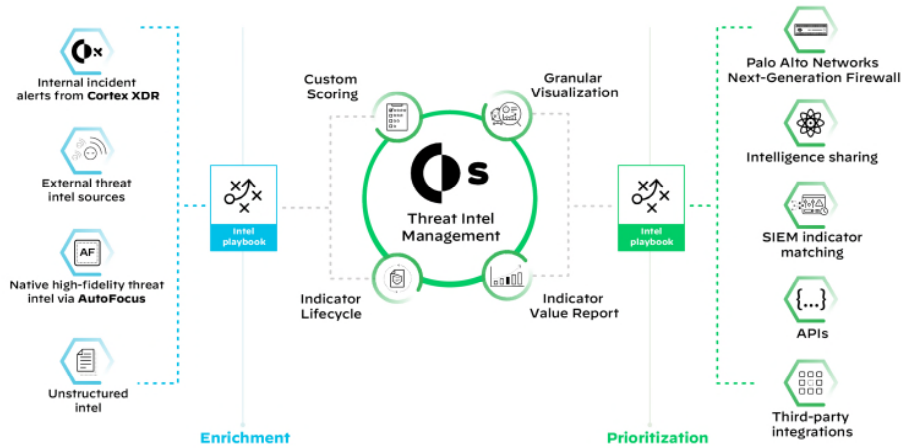 Internal incident
alerts from Cortex XDR
External threat
intel sources
AF
Native high-fidelity threat
intel via AutoFocus
Unstructured
intel
Intel
playbook
Enrichment
Custom
Scoring
Granular
Visualization
S
Threat Intel
Management
Indicator
Lifecycle
Indicator
Value Report
Intel
playbook
Prioritization
Palo Alto Networks
Next-Generation Firewall
Intelligence sharing
SIEM indicator
matching
{...}
APIs
Third-party
integrations